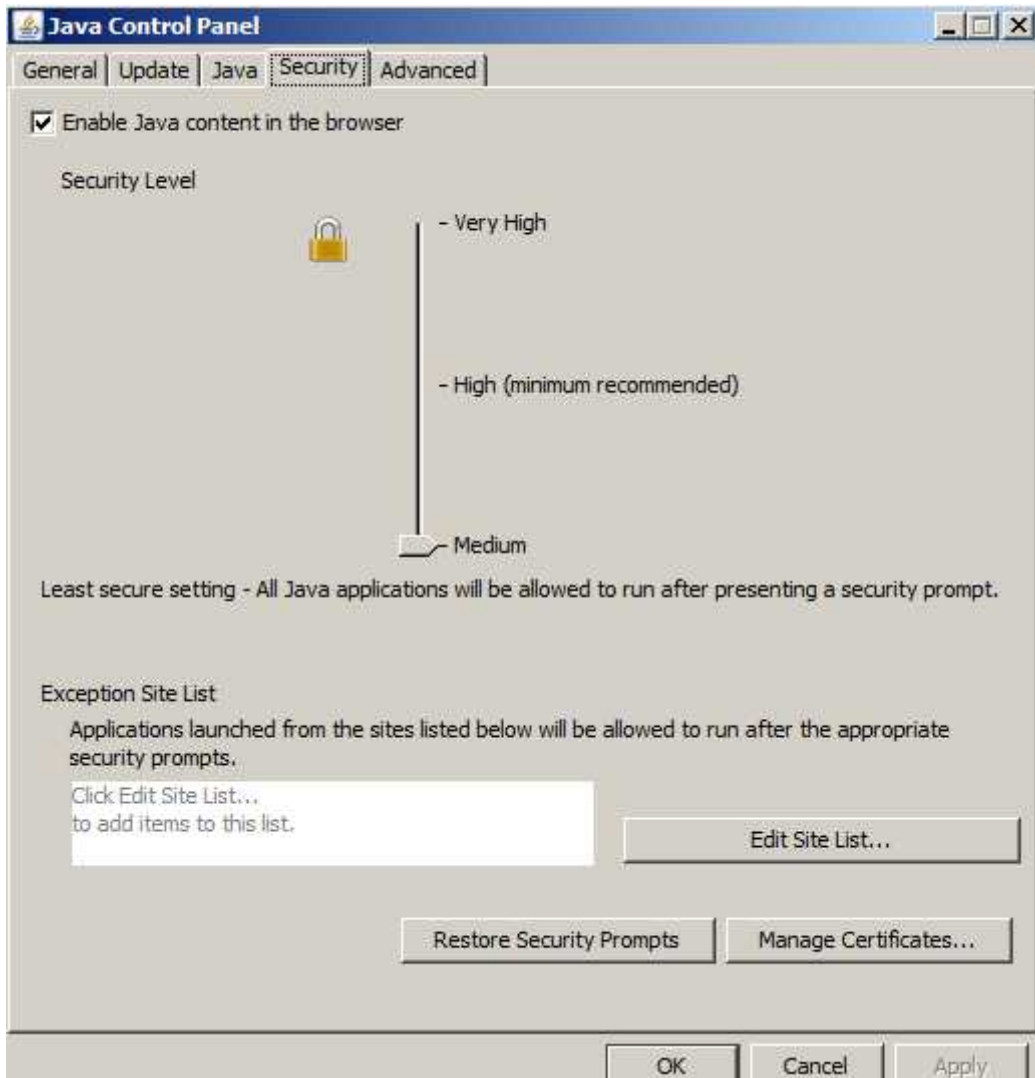 Java Control Panel
General Update Java Security Advanced
Enable Java content in the browser
Security Level
- Very High
- High (minimum recommended)
- Medium
Least secure setting - All Java applications will be allowed to run after presenting a security prompt.
Exception Site List
Applications launched from the sites listed below will be allowed to run after the appropriate
security prompts.
Click Edit Site List...
to add items to this list.
Edit Site List...
Restore Security Prompts Manage Certificates...
OK Cancel Apply